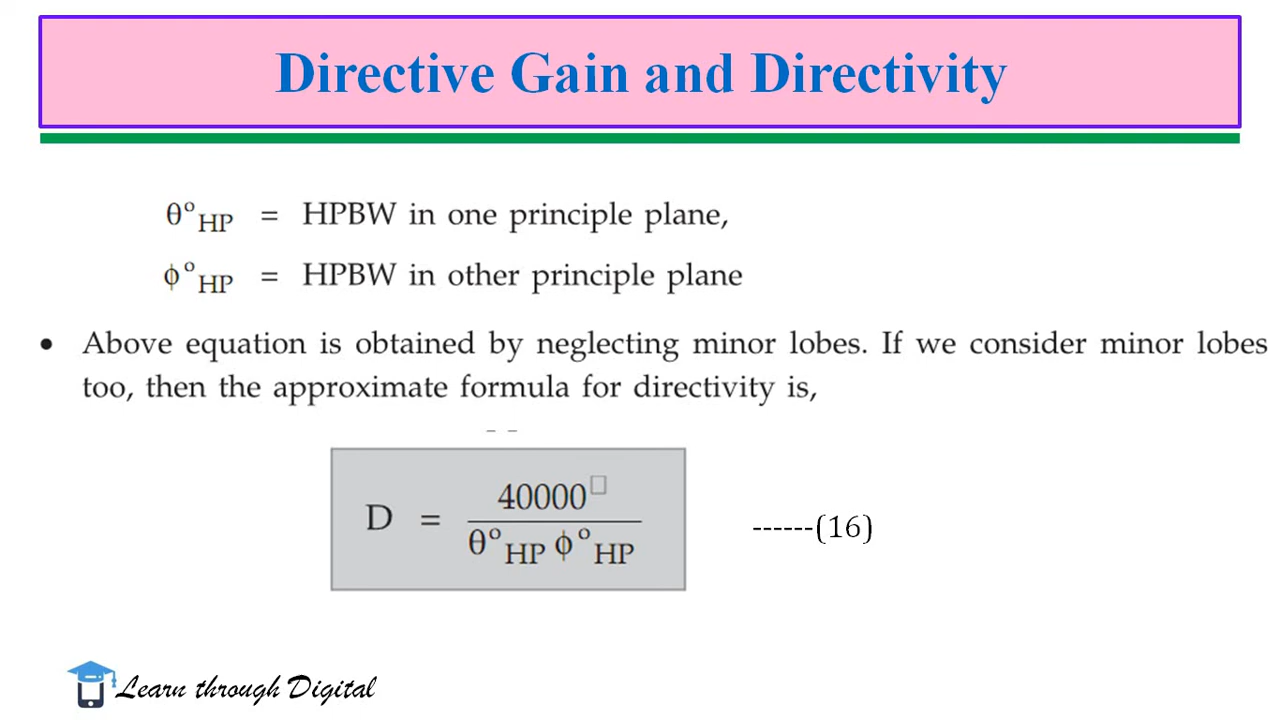 Directive Gain and Directivity
θ°HP = HPBW in one principle plane,
ϕ°HP = HPBW in other principle plane
• Above equation is obtained by neglecting minor lobes. If we consider minor lobes
too, then the approximate formula for directivity is,
D = 40000□ / θ°HP ϕ°HP ------(16)
Learn through Digital